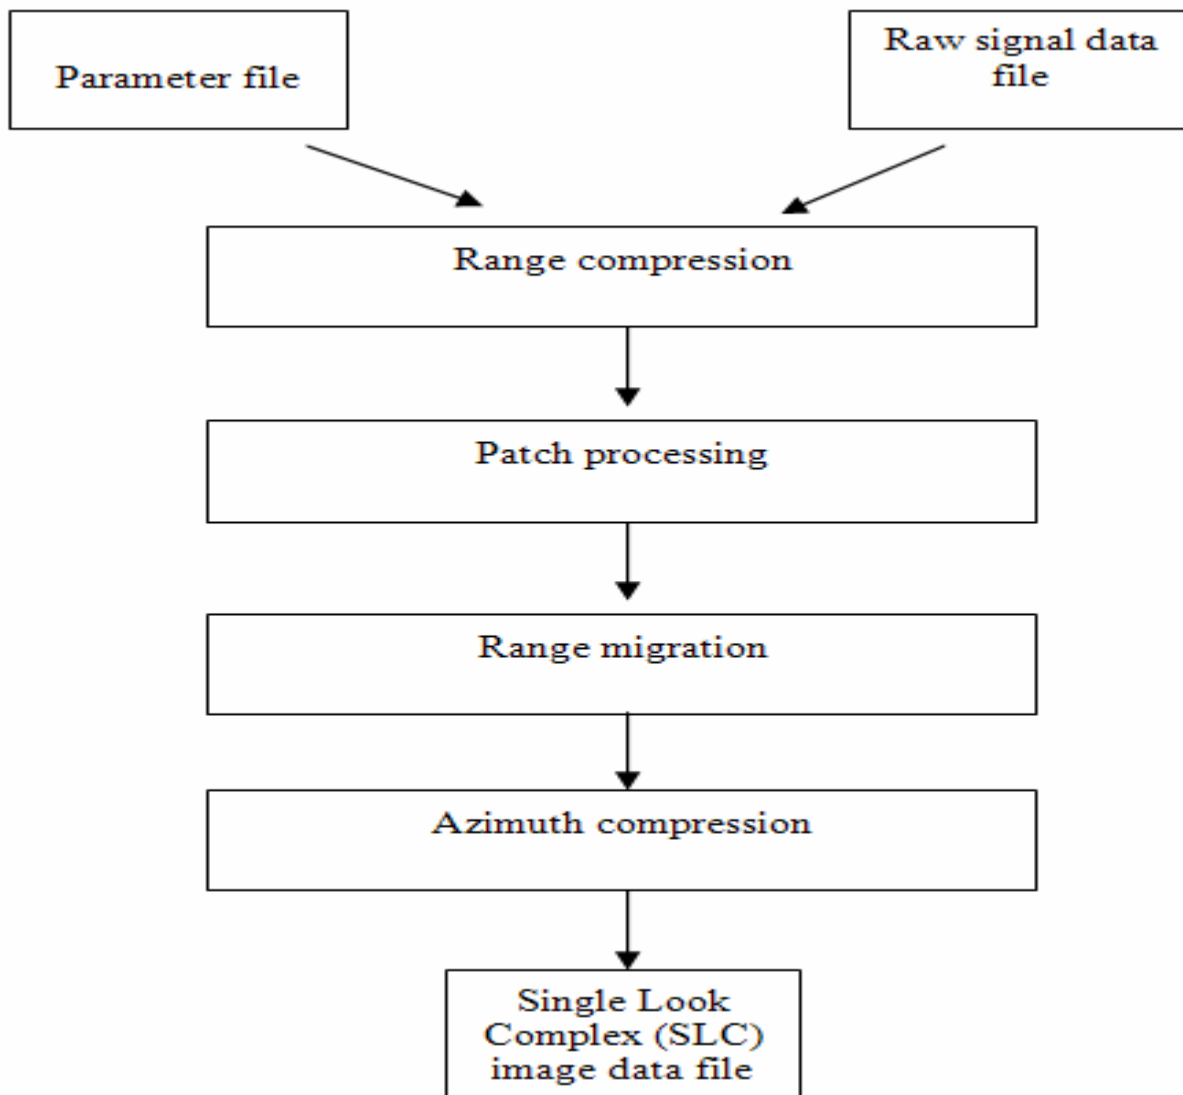 Parameter file
Raw signal data
file
Range compression
Patch processing
Range migration
Azimuth compression
Single Look
Complex (SLC)
image data file